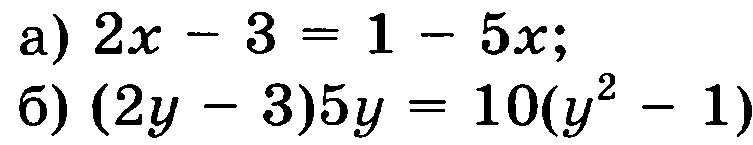 а) 2x − 3 = 1 − 5x;
б) (2y − 3)5y = 10(y² − 1)